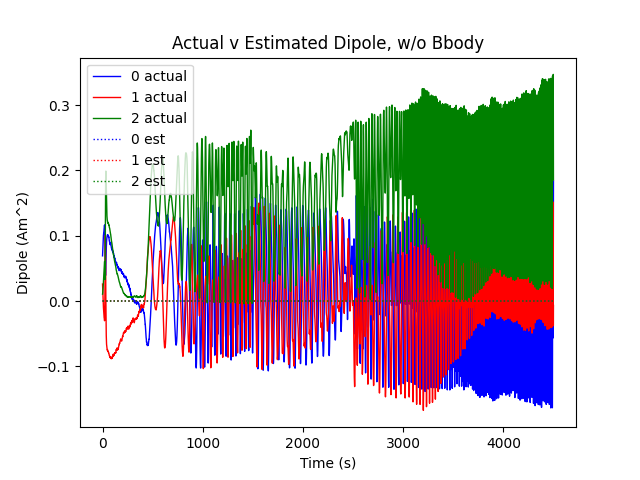 Actual v Estimated Dipole, w/o Bbody
0 actual
1 actual
2 actual
0 est
1 est
2 est
0.3
0.2
0.1
0.0
−0.1
Dipole (Am^2)
0
1000
2000
3000
4000
Time (s)